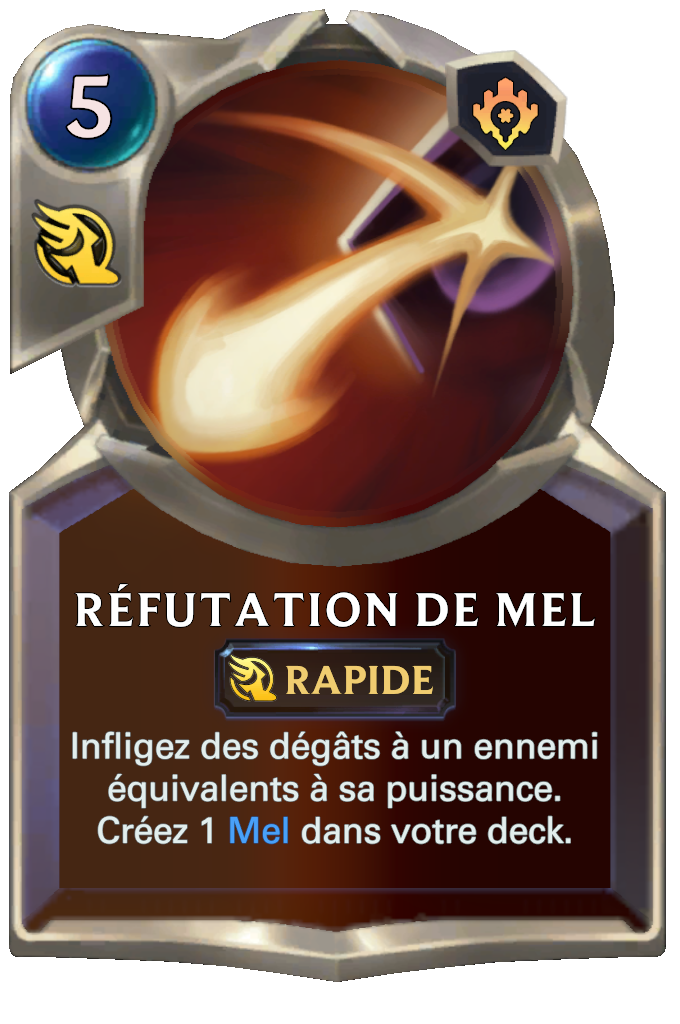 5
RÉFUTATION DE MEL
RAPIDE
Infligez des dégâts à un ennemi
équivalents à sa puissance.
Créez 1 Mel dans votre deck.